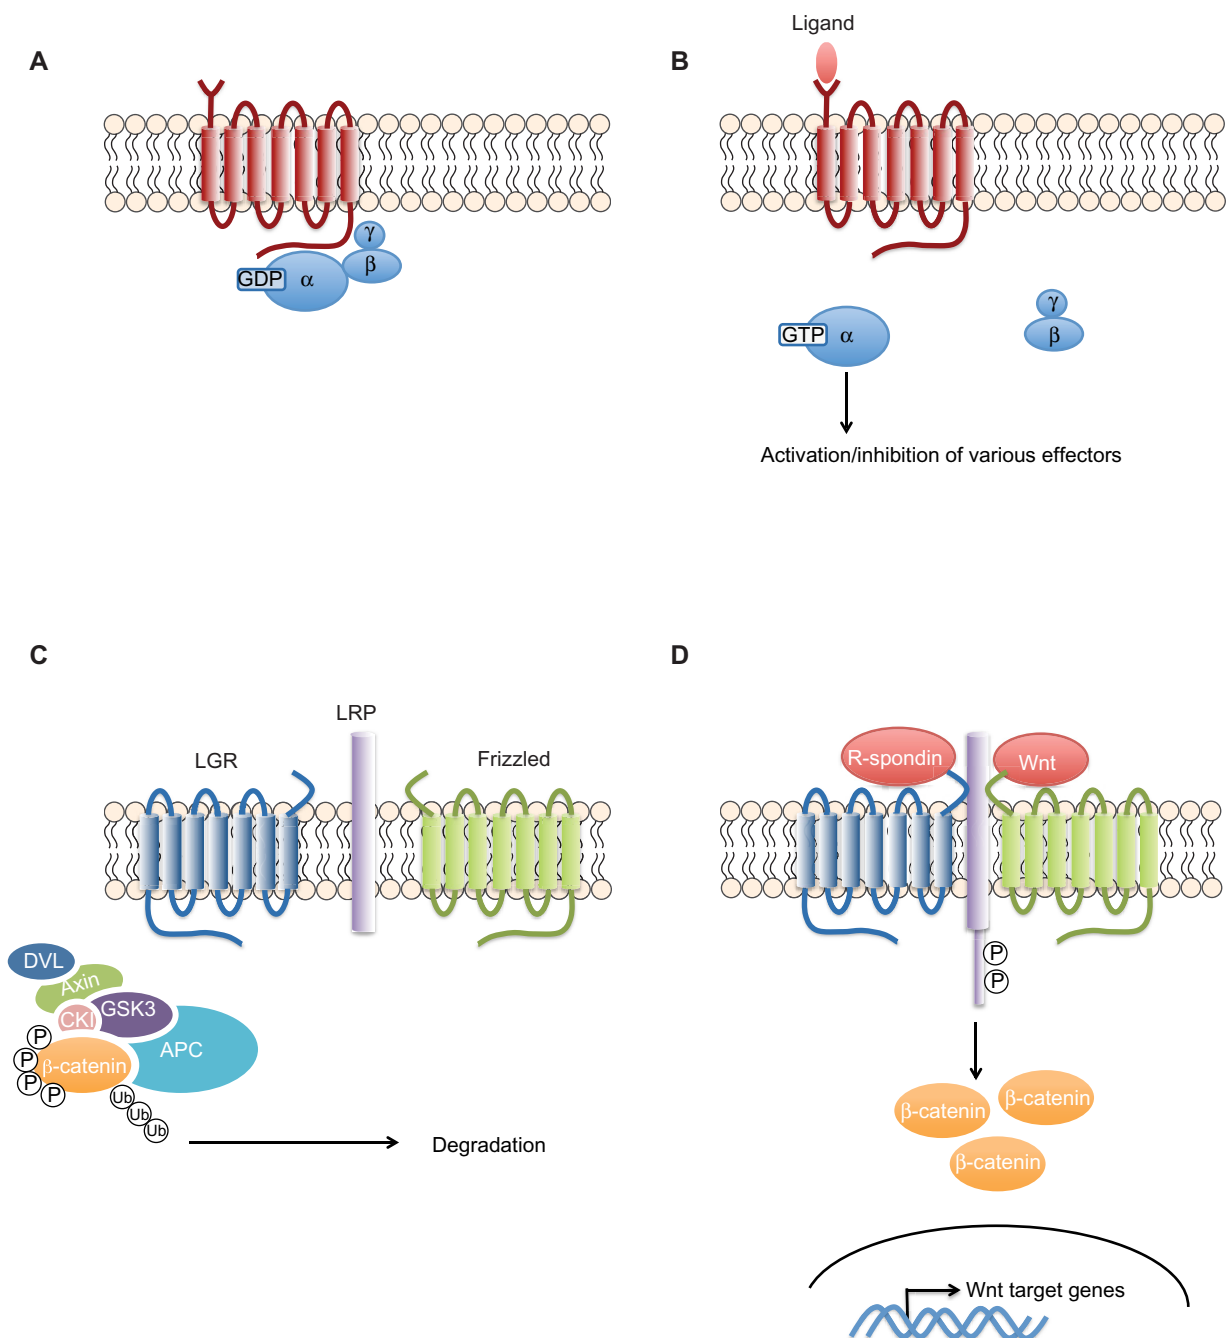 A
γ
GDP
α
β
B
Ligand
GTP
α
γ
β
Activation/inhibition of various effectors
C
LRP
LGR
Frizzled
DVL
Axin
CKI
GSK3
APC
P
P
P
P
β-catenin
Ub
Ub
Ub
Degradation
D
R-spondin
Wnt
P
P
β-catenin
β-catenin
β-catenin
Wnt target genes